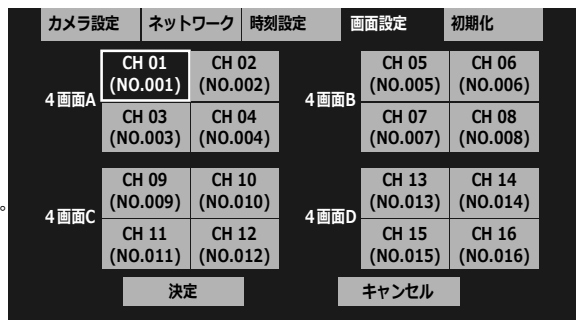 カメラ設定 ネットワーク 時刻設定 画面設定 初期化
4画面A
CH 01 (NO.001)
CH 02 (NO.002)
CH 03 (NO.003)
CH 04 (NO.004)
4画面B
CH 05 (NO.005)
CH 06 (NO.006)
CH 07 (NO.007)
CH 08 (NO.008)
4画面C
CH 09 (NO.009)
CH 10 (NO.010)
CH 11 (NO.011)
CH 12 (NO.012)
4画面D
CH 13 (NO.013)
CH 14 (NO.014)
CH 15 (NO.015)
CH 16 (NO.016)
決定 キャンセル
。